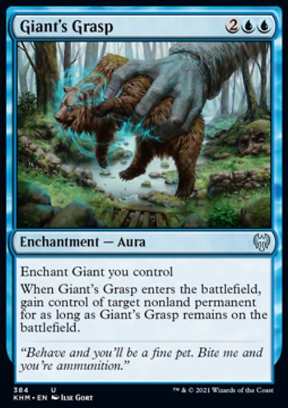 Giant's Grasp 2
Enchantment — Aura
Enchant Giant you control
When Giant's Grasp enters the battlefield,
gain control of target nonland permanent
for as long as Giant's Grasp remains on
the battlefield.
"Behave and you'll be a fine pet. Bite me and
you're ammunition."
384 U
KHM • EN ILSE GORT
™ & © 2021 Wizards of the Coast